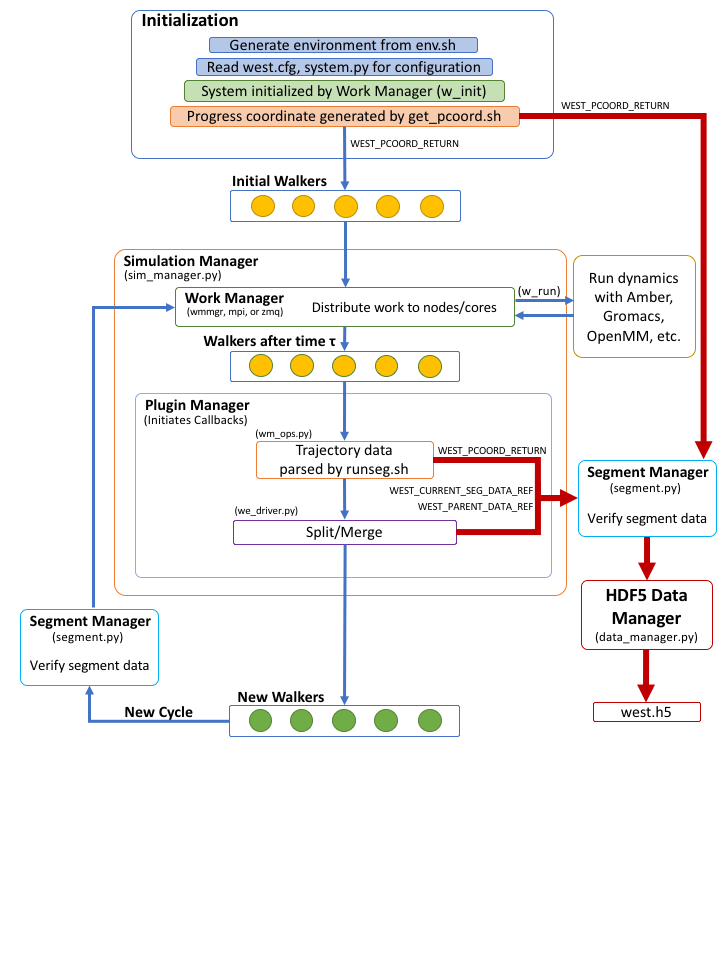 Initialization
Generate environment from env.sh
Read west.cfg, system.py for configuration
System initialized by Work Manager (w_init)
Progress coordinate generated by get_pcoord.sh
WEST_PCOORD_RETURN
WEST_PCOORD_RETURN
Initial Walkers
Simulation Manager
(sim_manager.py)
Work Manager
(wmmgr, mpi, or zmq)
Distribute work to nodes/cores
(w_run)
Run dynamics
with Amber,
Gromacs,
OpenMM, etc.
Walkers after time τ
Plugin Manager
(Initiates Callbacks)
(wm_ops.py)
Trajectory data
parsed by runseg.sh
WEST_PCOORD_RETURN
WEST_CURRENT_SEG_DATA_REF
WEST_PARENT_DATA_REF
(we_driver.py)
Split/Merge
Segment Manager
(segment.py)
Verify segment data
HDF5 Data
Manager
(data_manager.py)
west.h5
Segment Manager
(segment.py)
Verify segment data
New Cycle
New Walkers